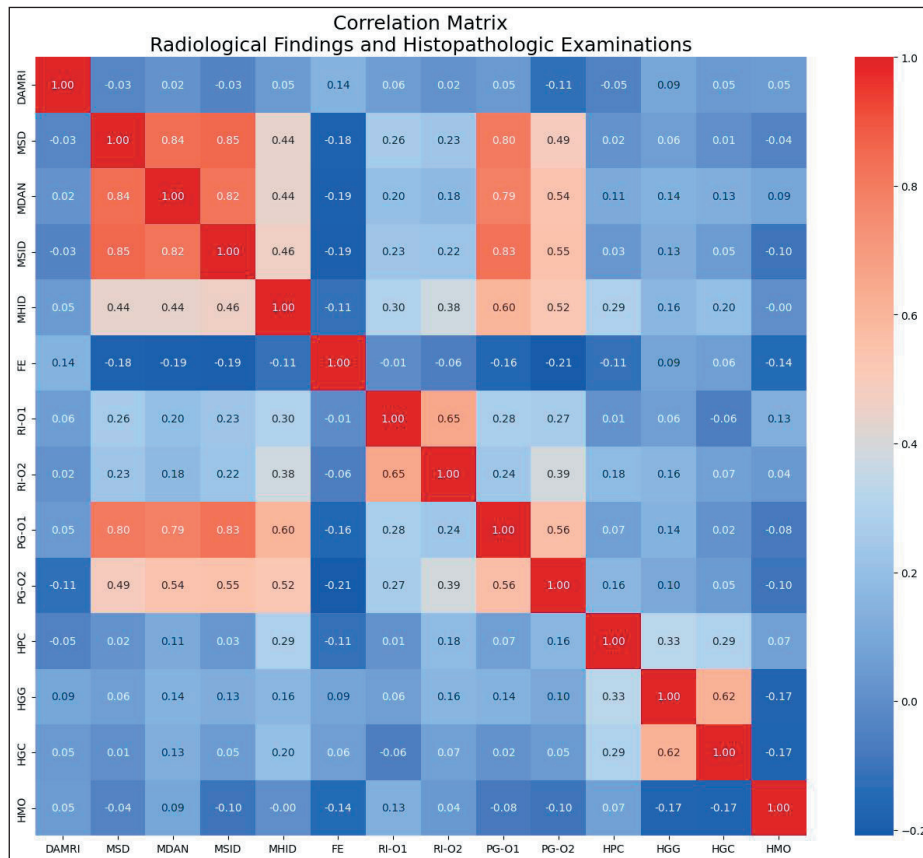 Correlation Matrix
Radiological Findings and Histopathologic Examinations
DAMRI 1.00 -0.03 0.02 -0.03 0.05 0.14 0.06 0.02 0.05 -0.11 -0.05 0.09 0.05 0.05
MSD -0.03 1.00 0.84 0.85 0.44 -0.18 0.26 0.23 0.80 0.49 0.02 0.06 0.01 -0.04
MDAN 0.02 0.84 1.00 0.82 0.44 -0.19 0.20 0.18 0.79 0.54 0.11 0.14 0.13 0.09
MSID -0.03 0.85 0.82 1.00 0.46 -0.19 0.23 0.22 0.83 0.55 0.03 0.13 0.05 -0.10
MHID 0.05 0.44 0.44 0.46 1.00 -0.11 0.30 0.38 0.60 0.52 0.29 0.16 0.20 -0.00
FE 0.14 -0.18 -0.19 -0.19 -0.11 1.00 -0.01 -0.06 -0.16 -0.21 -0.11 0.09 0.06 -0.14
RI-O1 0.06 0.26 0.20 0.23 0.30 -0.01 1.00 0.65 0.28 0.27 0.01 0.06 -0.06 0.13
RI-O2 0.02 0.23 0.18 0.22 0.38 -0.06 0.65 1.00 0.24 0.39 0.18 0.16 0.07 0.04
PG-O1 0.05 0.80 0.79 0.83 0.60 -0.16 0.28 0.24 1.00 0.56 0.07 0.14 0.02 -0.08
PG-O2 -0.11 0.49 0.54 0.55 0.52 -0.21 0.27 0.39 0.56 1.00 0.16 0.10 0.05 -0.10
HPC -0.05 0.02 0.11 0.03 0.29 -0.11 0.01 0.18 0.07 0.16 1.00 0.33 0.29 0.07
HGG 0.09 0.06 0.14 0.13 0.16 0.09 0.06 0.16 0.14 0.10 0.33 1.00 0.62 -0.17
HGC 0.05 0.01 0.13 0.05 0.20 0.06 -0.06 0.07 0.02 0.05 0.29 0.62 1.00 -0.17
HMO 0.05 -0.04 0.09 -0.10 -0.00 -0.14 0.13 0.04 -0.08 -0.10 0.07 -0.17 -0.17 1.00
DAMRI MSD MDAN MSID MHID FE RI-O1 RI-O2 PG-O1 PG-O2 HPC HGG HGC HMO
1.0
0.8
0.6
0.4
0.2
0.0
-0.2